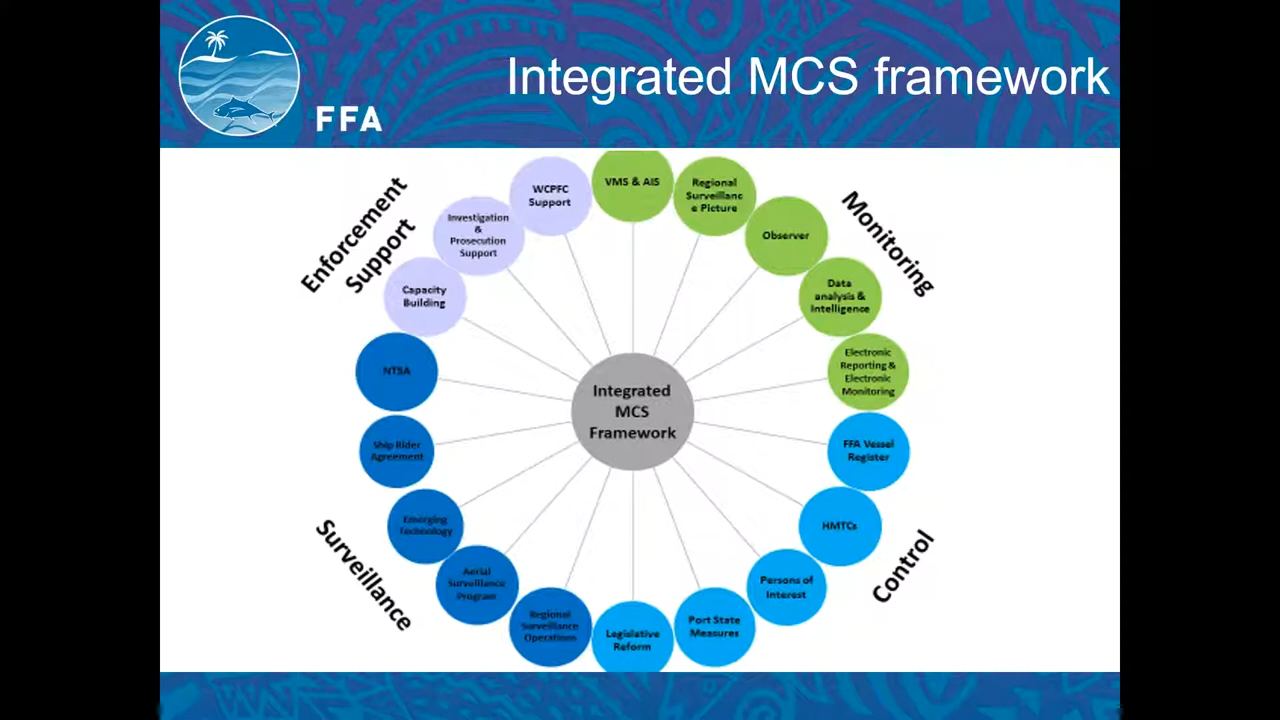 Integrated MCS framework
FFA
Enforcement
Support
Monitoring
Surveillance
Control
Integrated
MCS
Framework
VMS & AIS
Regional
Surveillanc
e Picture
Observer
Data
analysis &
Intelligence
Electronic
Reporting &
Electronic
Monitoring
FFA Vessel
Register
HMTCs
Persons of
Interest
Port State
Measures
Legislative
Reform
Regional
Surveillance
Operations
Aerial
Surveillance
Program
Emerging
Technology
Ship Rider
Agreement
NTSA
Capacity
Building
Investigation
&
Prosecution
Support
WCPFC
Support